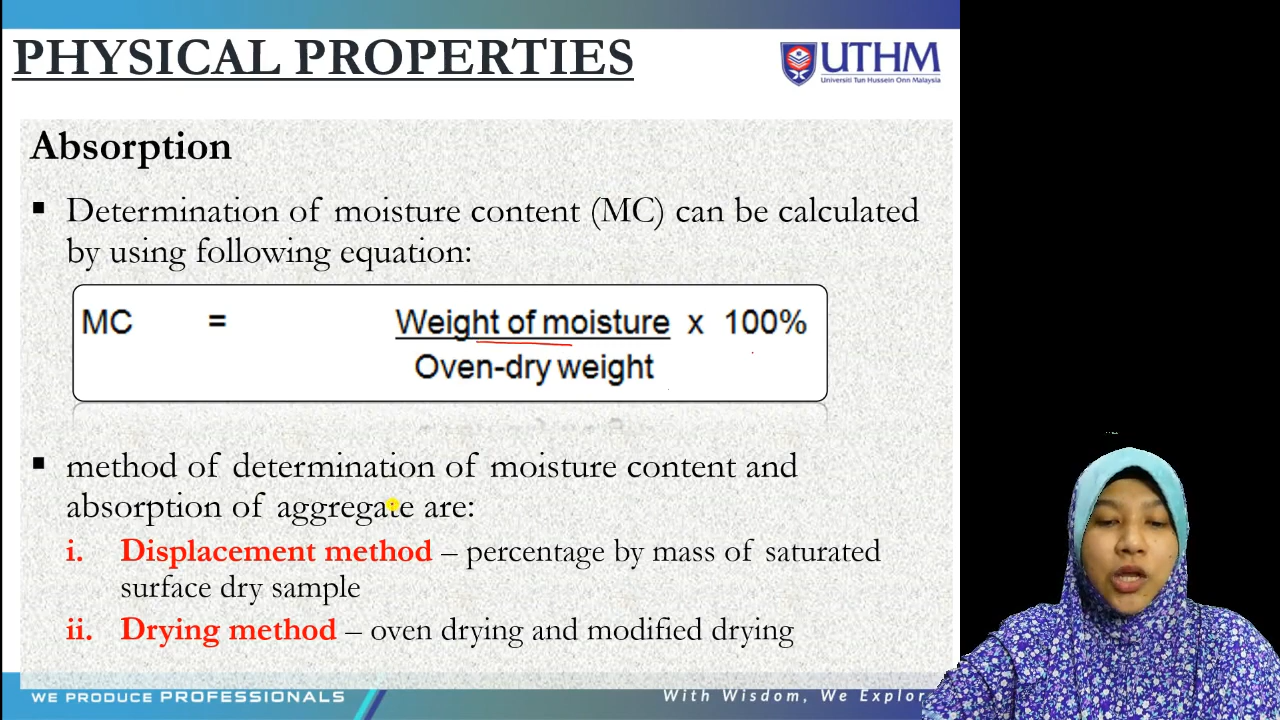 PHYSICAL PROPERTIES
UTHM
Universiti Tun Hussein Onn Malaysia
Absorption
▪ Determination of moisture content (MC) can be calculated
by using following equation:
MC = Weight of moisture x 100%
Oven-dry weight
▪ method of determination of moisture content and
absorption of aggregate are:
i. Displacement method – percentage by mass of saturated
surface dry sample
ii. Drying method – oven drying and modified drying
WE PRODUCE PROFESSIONALS
With Wisdom, We Explor